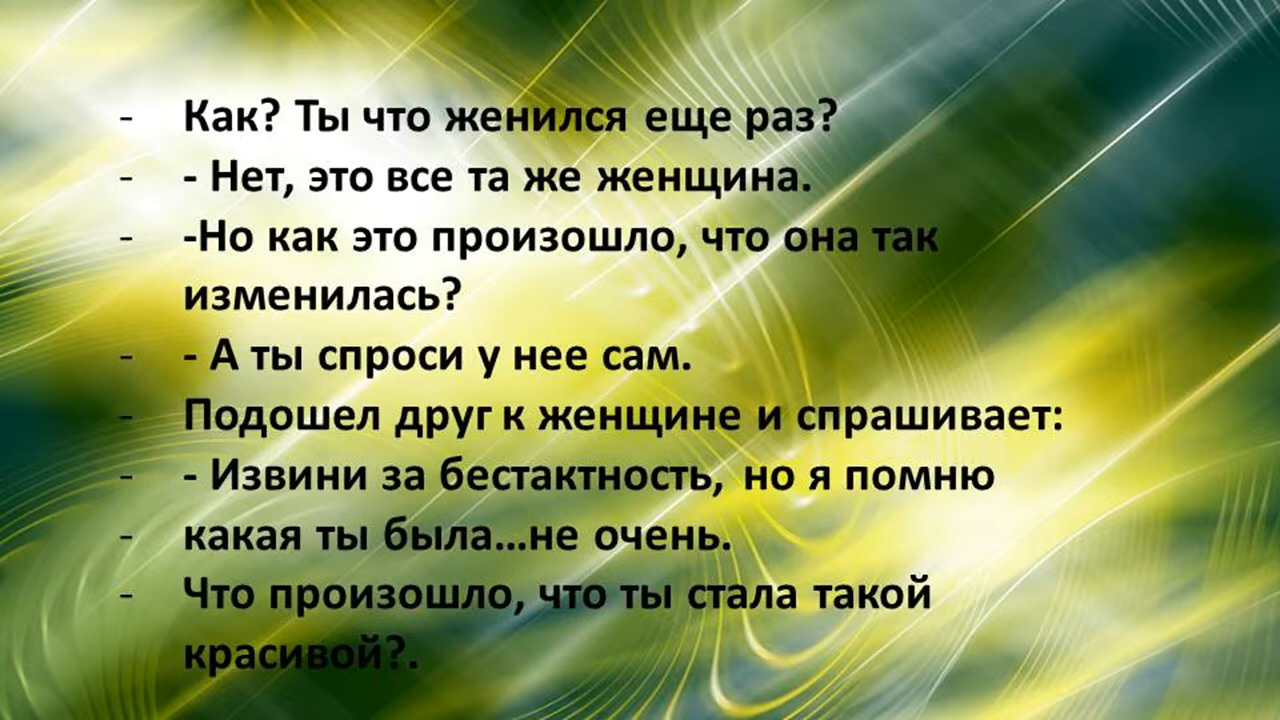 - Как? Ты что женился еще раз?
- - Нет, это все та же женщина.
- -Но как это произошло, что она так
изменилась?
- - А ты спроси у нее сам.
- Подошел друг к женщине и спрашивает:
- - Извини за бестактность, но я помню
- какая ты была…не очень.
- Что произошло, что ты стала такой
красивой?.